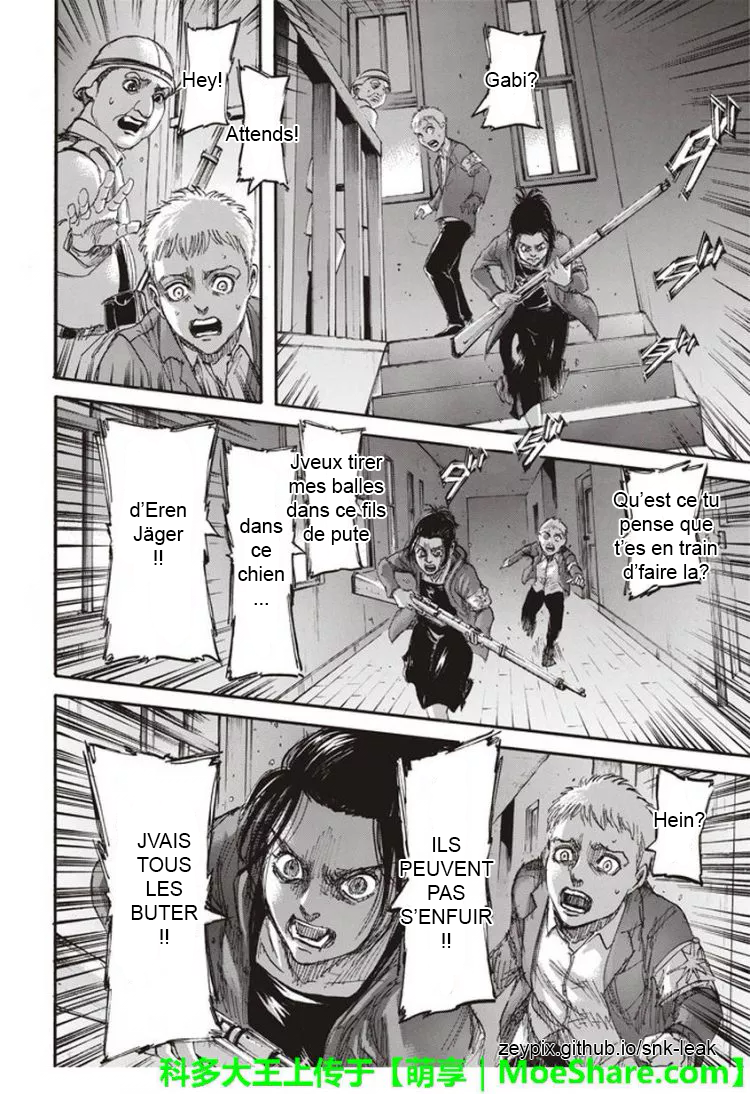 Gabi?
Hey!
Attends!
Qu'est ce tu
pense que
t'es en train
d'faire la?
Jveux tirer
mes balles
dans ce fils
de pute
dans
ce
chien
...
d'Eren
Jäger
!!
Hein?
ILS
PEUVENT
PAS
S'ENFUIR
!!
JVAIS
TOUS
LES
BUTER
!!
zeypix.github.io/snk-leak
科多大王上传于【萌享｜MoeShare.com】